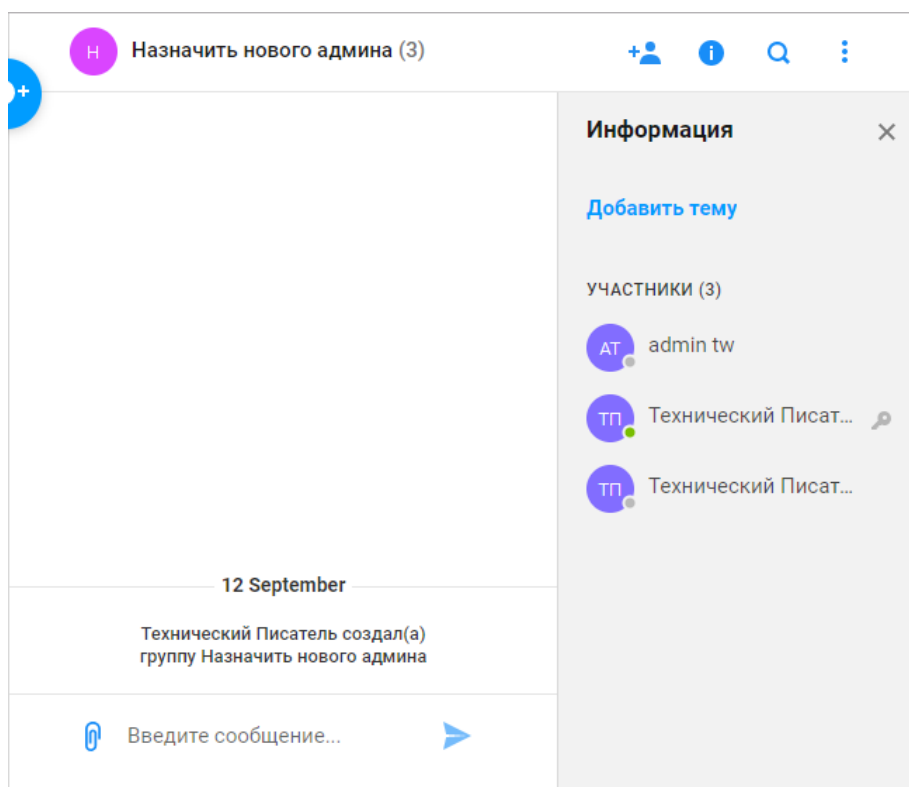 Н
Назначить нового админа (3)
Информация
Добавить тему
УЧАСТНИКИ (3)
АТ admin tw
ТП Технический Писат...
ТП Технический Писат...
12 September
Технический Писатель создал(а)
группу Назначить нового админа
Введите сообщение...